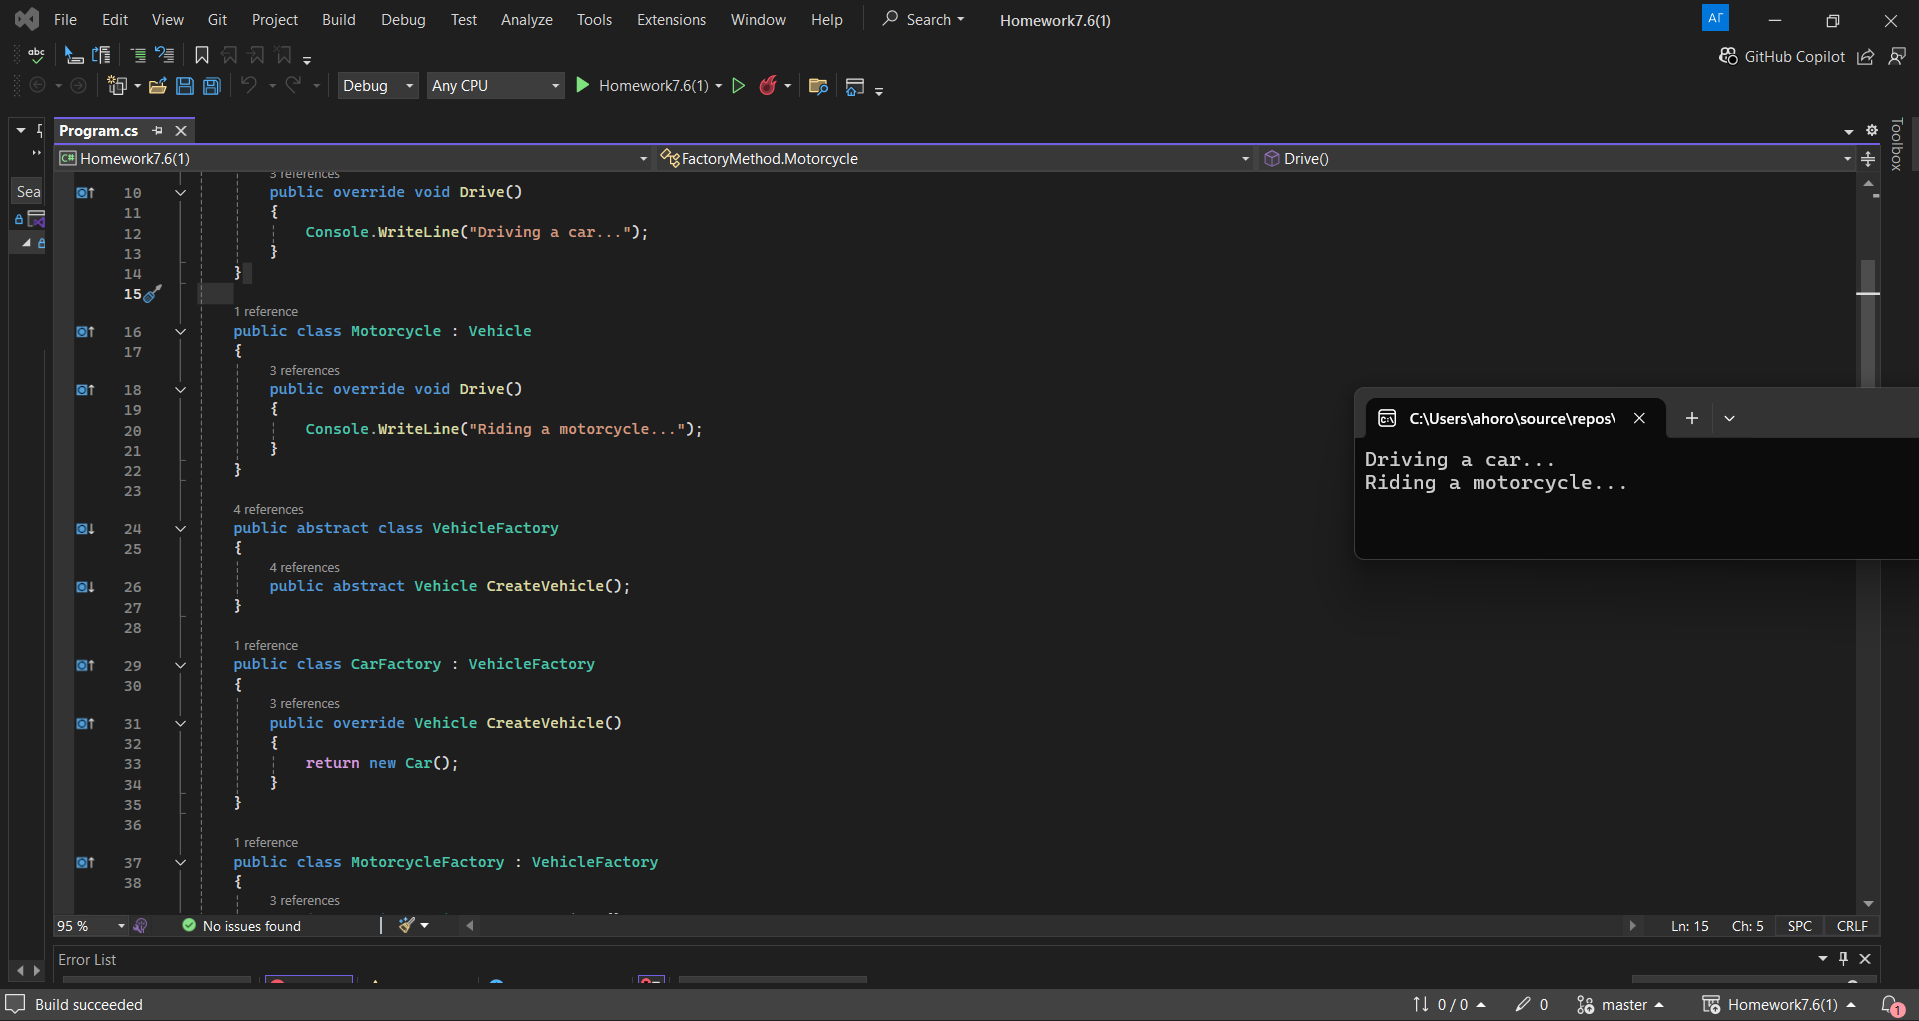 File Edit View Git Project Build Debug Test Analyze Tools Extensions Window Help Search Homework7.6(1) АГ
abc GitHub Copilot
Debug Any CPU Homework7.6(1)
Program.cs
C# Homework7.6(1) FactoryMethod.Motorcycle Drive()
Toolbox
Sea
3 references
10 public override void Drive()
11 {
12 Console.WriteLine("Driving a car...");
13 }
14 }
15
1 reference
16 public class Motorcycle : Vehicle
17 {
3 references
18 public override void Drive()
19 {
20 Console.WriteLine("Riding a motorcycle...");
21 }
22 }
23
4 references
24 public abstract class VehicleFactory
25 {
4 references
26 public abstract Vehicle CreateVehicle();
27 }
28
1 reference
29 public class CarFactory : VehicleFactory
30 {
3 references
31 public override Vehicle CreateVehicle()
32 {
33 return new Car();
34 }
35 }
36
1 reference
37 public class MotorcycleFactory : VehicleFactory
38 {
3 references
C:\Users\ahoro\source\repos\
Driving a car...
Riding a motorcycle...
95 % No issues found Ln: 15 Ch: 5 SPC CRLF
Error List
Build succeeded 0 / 0 0 master Homework7.6(1) 1